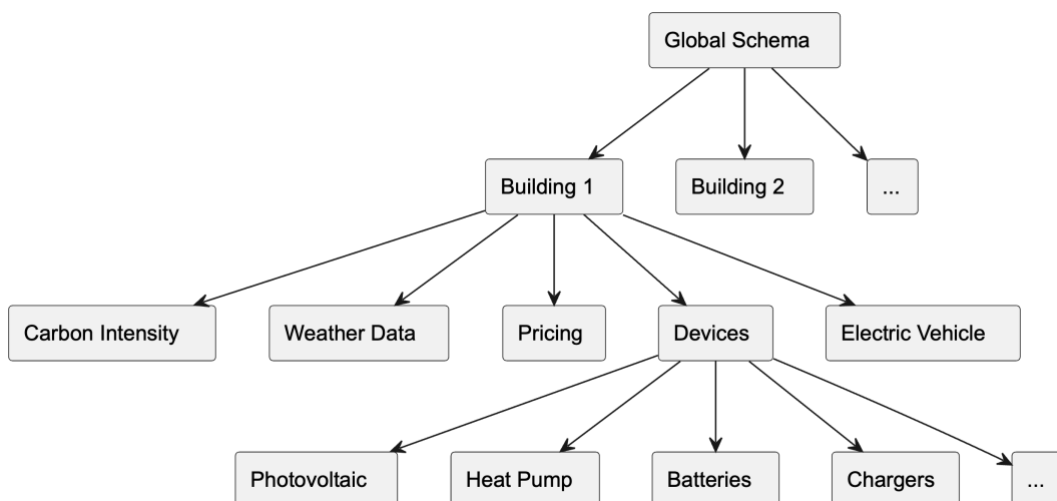 Global Schema
Building 1
Building 2
...
Carbon Intensity
Weather Data
Pricing
Devices
Electric Vehicle
Photovoltaic
Heat Pump
Batteries
Chargers
...